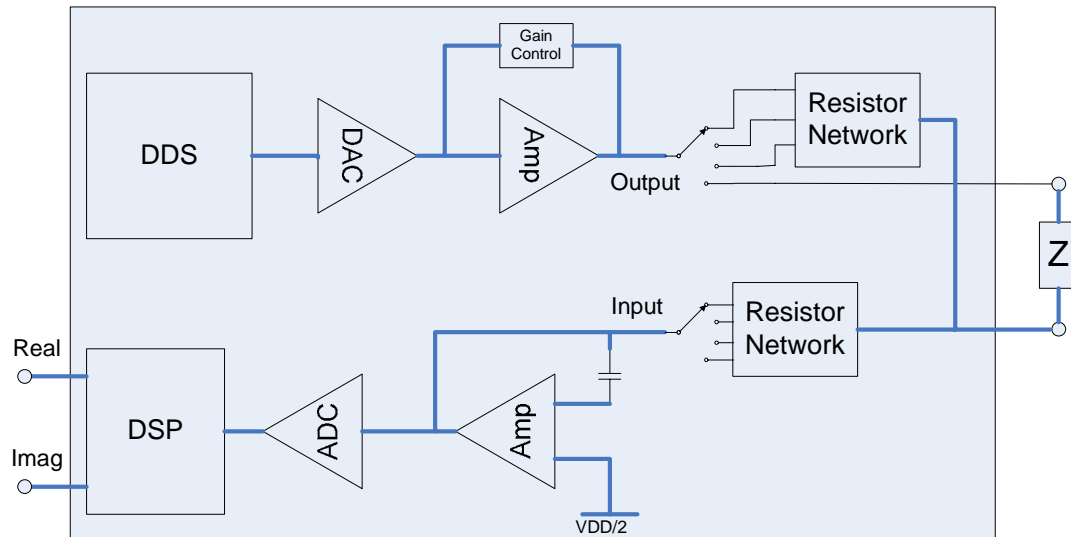 Gain
Control
DDS
DAC
Amp
Resistor
Network
Output
Z
Input
Resistor
Network
Real
DSP
ADC
Amp
Imag
VDD/2